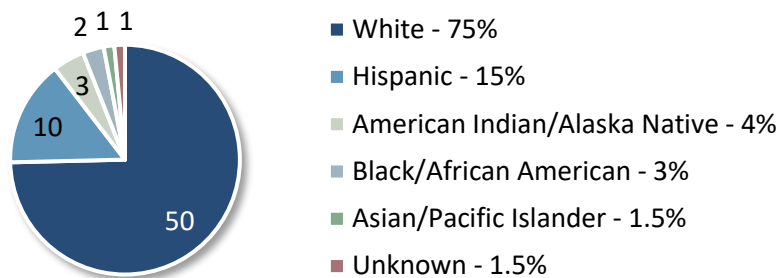 2 1 1
3
10
50
White - 75%
Hispanic - 15%
American Indian/Alaska Native - 4%
Black/African American - 3%
Asian/Pacific Islander - 1.5%
Unknown - 1.5%